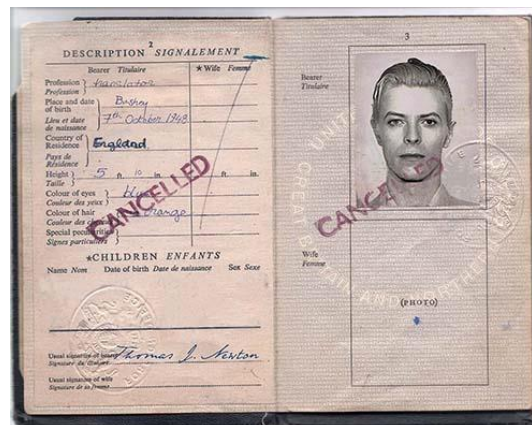 2
DESCRIPTION SIGNALEMENT
Bearer Titulaire ★Wife Femme
Profession } translator
Profession
Place and date of birth } Bushey
Lieu et date de naissance 7th October 1948
Country of Residence } England
Pays de Résidence
Height } 5 ft. 10 in. ft. in.
Taille
Colour of eyes } blue
Couleur des yeux
Colour of hair } orange
Couleur des
Special peculiarities }
Signes particuliers
CANCELLED
★CHILDREN ENFANTS
Name Nom Date of birth Date de naissance Sex Sexe
Usual signature of bearer Thomas J. Newton
Signature du titulaire
Usual signature of wife
Signature de sa femme
3
Bearer
Titulaire
CANCELLED
Wife
Femme
(PHOTO)